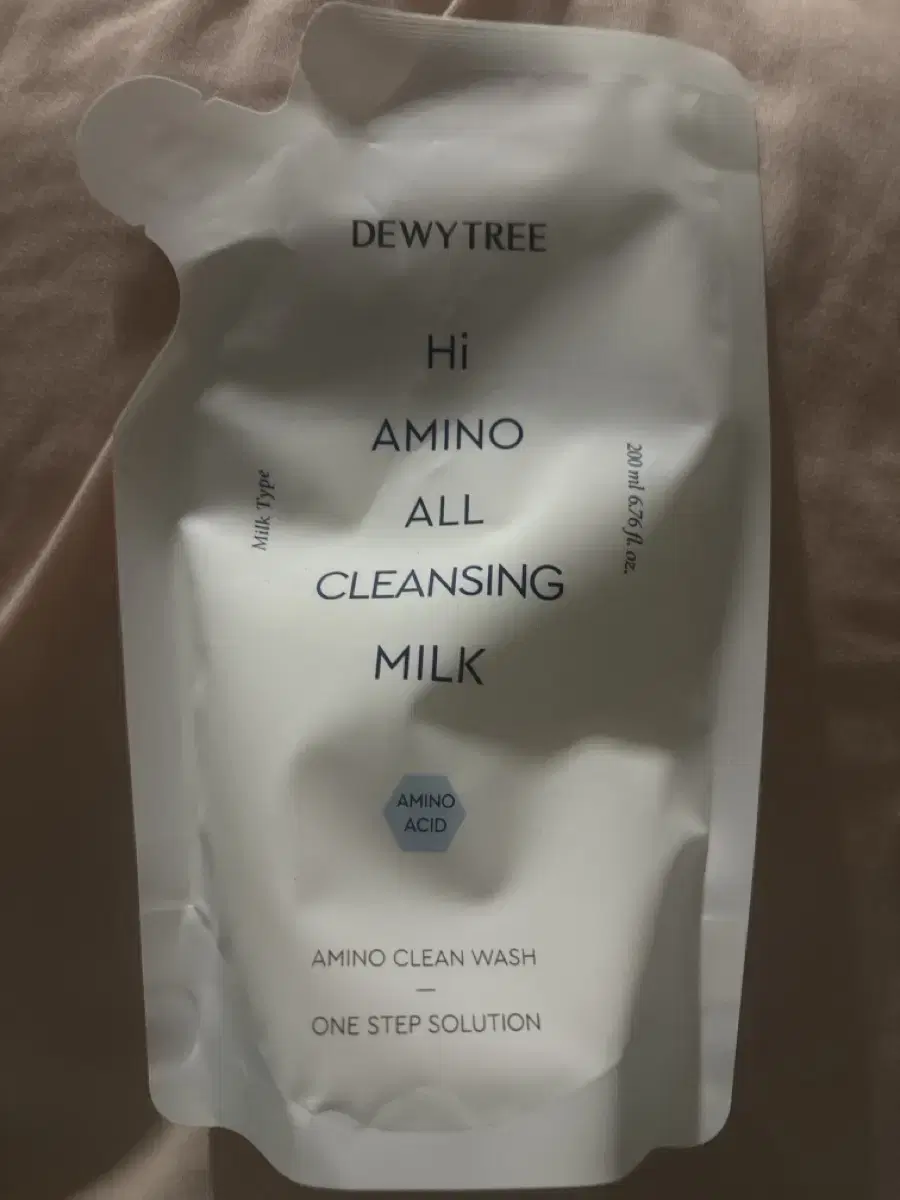 DEWYTREE
Hi
AMINO
ALL
CLEANSING
MILK
Milk Type
200 ml 6.76 fl. oz.
AMINO
ACID
AMINO CLEAN WASH
—
ONE STEP SOLUTION